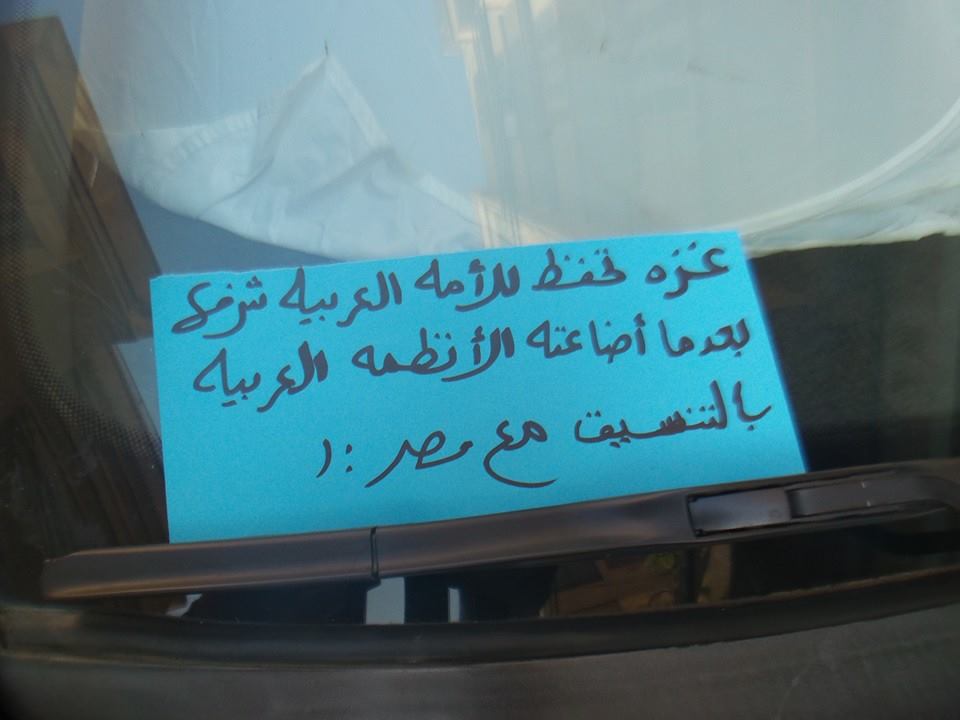 غزه تحفظ للأمه العربيه شرفها
بعدما أضاعته الأنظمه العربيه
بالتنسيق مع مصر :(